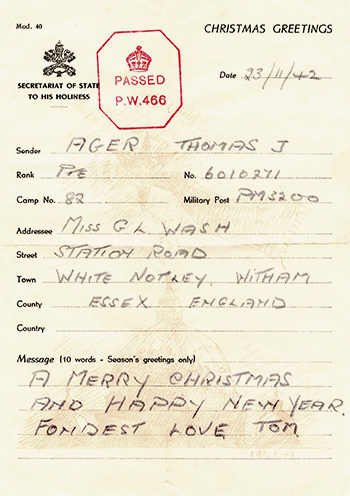 Mod. 40
CHRISTMAS GREETINGS
SECRETARIAT OF STATE
TO HIS HOLINESS
PASSED
P.W.466
Date 23/11/42
Sender AGER THOMAS J
Rank PTE No. 6010271
Camp No. 82 Military Post PM3200
Addressee MISS G L WASH
Street STATION ROAD
Town WHITE NOTLEY, WITHAM
County ESSEX ENGLAND
Country
Message (10 words - Season's greetings only)
A MERRY CHRISTMAS
AND HAPPY NEW YEAR.
FONDEST LOVE TOM